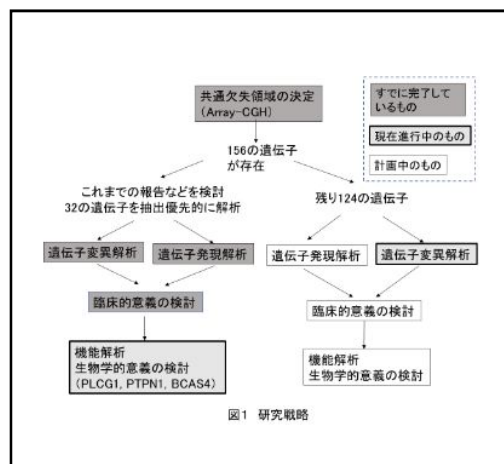 共通欠失領域の決定
(Array-CGH)
すでに完了して
いるもの
現在進行中のもの
計画中のもの
156の遺伝子
が存在
これまでの報告などを検討
32の遺伝子を抽出優先的に解析
残り124の遺伝子
遺伝子変異解析
遺伝子発現解析
遺伝子発現解析
遺伝子変異解析
臨床的意義の検討
臨床的意義の検討
機能解析
生物学的意義の検討
(PLCG1, PTPN1, BCAS4)
機能解析
生物学的意義の検討
図1 研究戦略